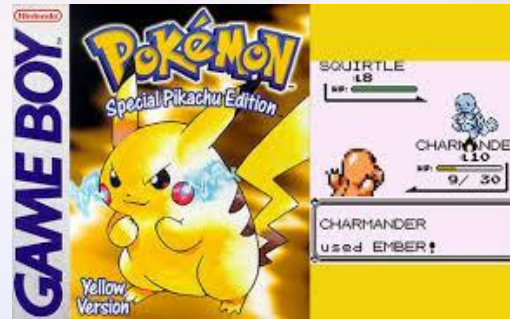 Nintendo
GAME BOY
POKéMON
Special Pikachu Edition
Yellow
Version
SQUIRTLE
:L8
HP:
CHARMANDE
:L10
HP:
9/ 30
CHARMANDER
used EMBER!